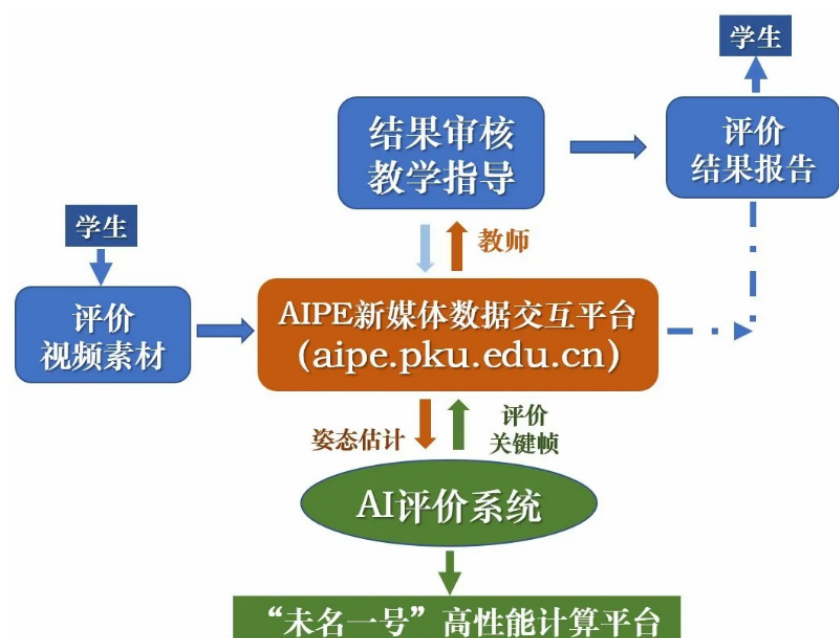 学生
结果审核
教学指导
评价
结果报告
学生
教师
评价
视频素材
AIPE新媒体数据交互平台
(aipe.pku.edu.cn)
姿态估计
评价
关键帧
AI评价系统
“未名一号”高性能计算平台